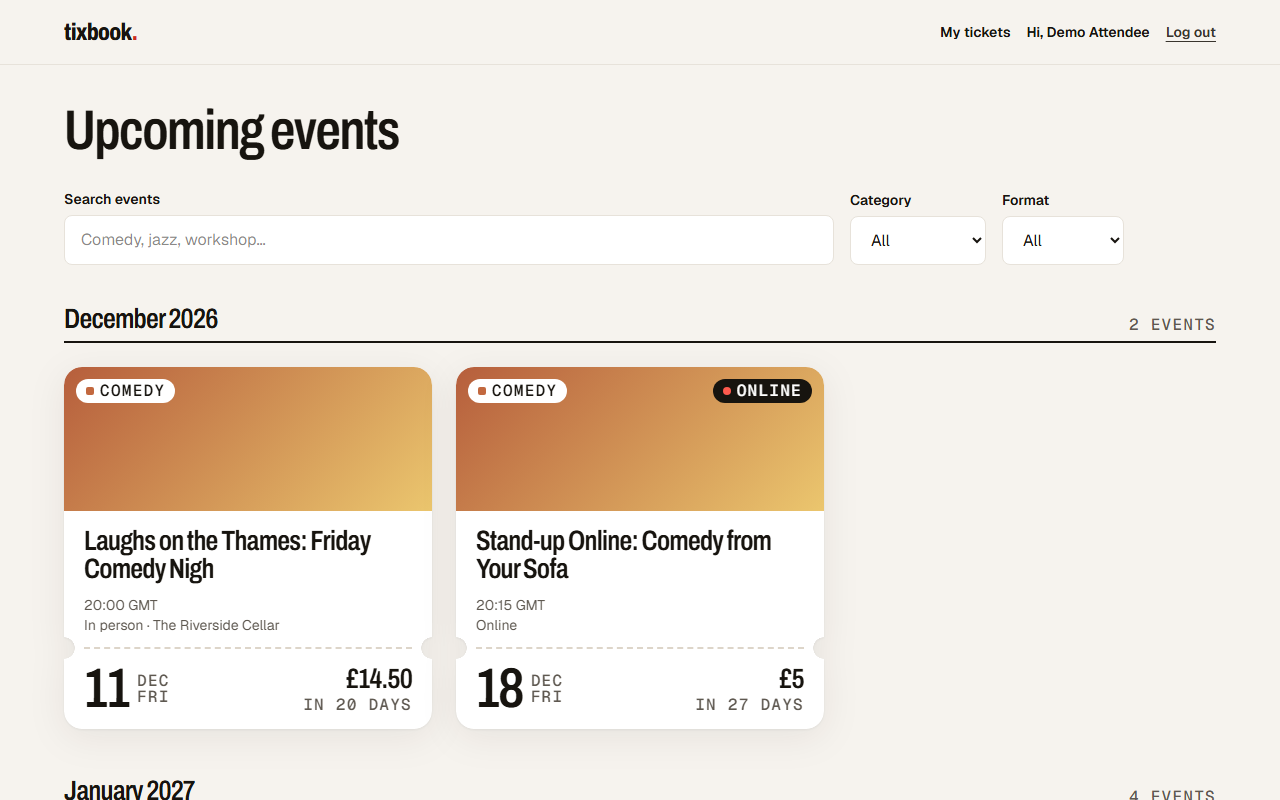 tixbook.
My tickets Hi, Demo Attendee Log out
Upcoming events
Search events
Category
Format
Comedy, jazz, workshop...
All
All
December 2026
2 EVENTS
COMEDY
Laughs on the Thames: Friday
Comedy Nigh
20:00 GMT
In person · The Riverside Cellar
11 DEC FRI
£14.50
IN 20 DAYS
COMEDY
ONLINE
Stand-up Online: Comedy from
Your Sofa
20:15 GMT
Online
18 DEC FRI
£5
IN 27 DAYS
January 2027
4 EVENTS